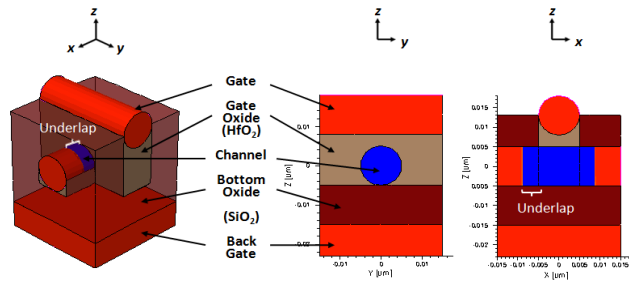 z
x
y
z
y
z
x
Gate
Gate
Oxide
(HfO₂)
Channel
Bottom
Oxide
(SiO₂)
Back
Gate
Underlap
0.01
0
-0.01
-0.02
Z [um]
-0.01
0
0.01
Y [um]
0.015
0.01
0.005
0
-0.005
-0.01
-0.015
-0.02
Z [um]
Underlap
-0.015
-0.01
-0.005
0
0.005
0.01
0.015
X [um]